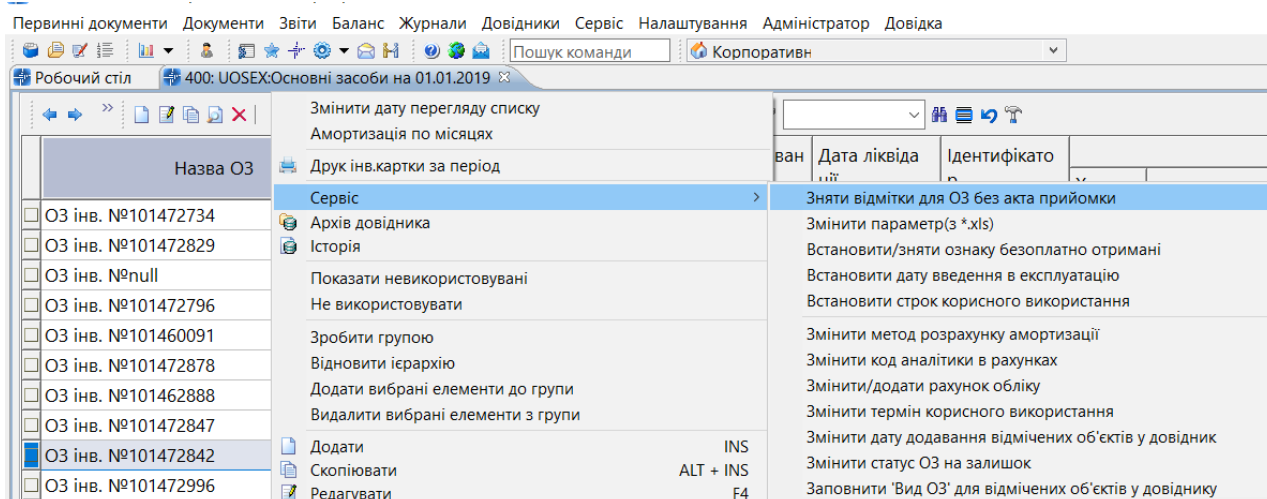 Первинні документи Документи Звіти Баланс Журнали Довідники Сервіс Налаштування Адміністратор Довідка
Пошук команди Корпоративн
Робочий стіл 400: UOSEX:Основні засоби на 01.01.2019
Назва ОЗ
ван Дата ліквіда Ідентифікато
ОЗ інв. №101472734
ОЗ інв. №101472829
ОЗ інв. №null
ОЗ інв. №101472796
ОЗ інв. №101460091
ОЗ інв. №101472878
ОЗ інв. №101462888
ОЗ інв. №101472847
ОЗ інв. №101472842
ОЗ інв. №101472996
Змінити дату перегляду списку
Амортизація по місяцях
Друк інв.картки за період
Сервіс
Архів довідника
Історія
Показати невикористовувані
Не використовувати
Зробити групою
Відновити ієрархію
Додати вибрані елементи до групи
Видалити вибрані елементи з групи
Додати INS
Скопіювати ALT + INS
Редагувати F4
Зняти відмітки для ОЗ без акта прийомки
Змінити параметр(з *.xls)
Встановити/зняти ознаку безоплатно отримані
Встановити дату введення в експлуатацію
Встановити строк корисного використання
Змінити метод розрахунку амортизації
Змінити код аналітики в рахунках
Змінити/додати рахунок обліку
Змінити термін корисного використання
Змінити дату додавання відмічених об'єктів у довідник
Змінити статус ОЗ на залишок
Заповнити 'Вид ОЗ' для відмічених об'єктів у довіднику